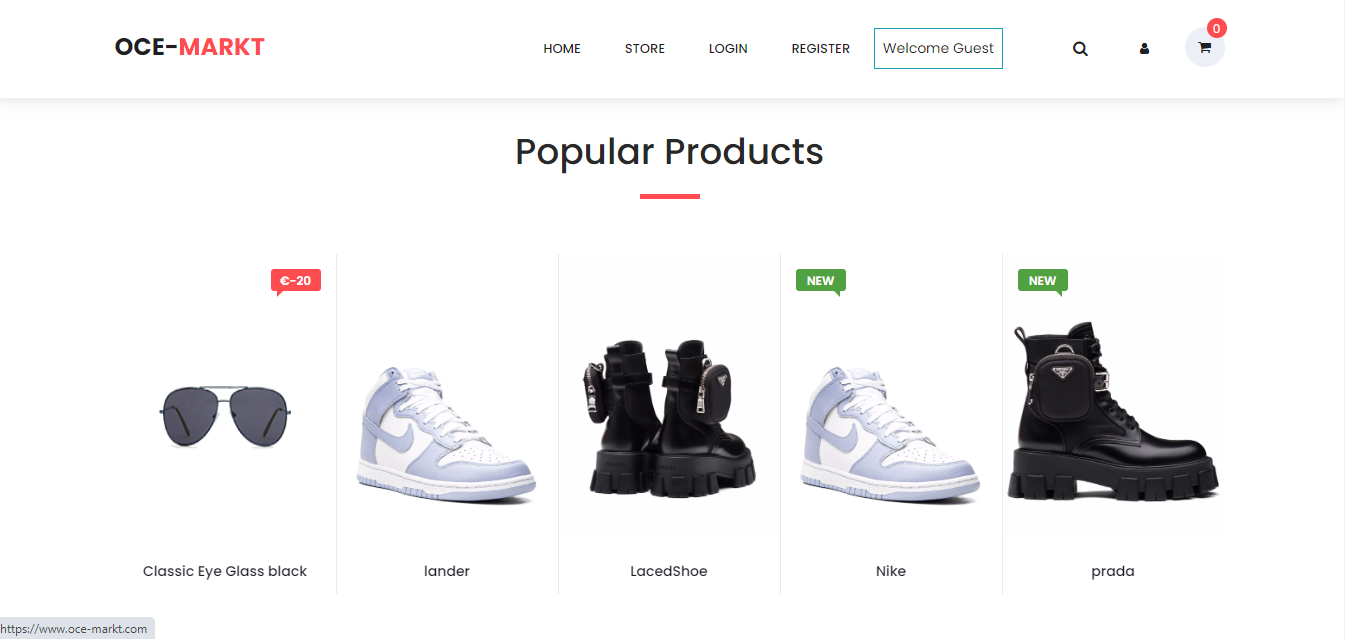 OCE-MARKT
HOME STORE LOGIN REGISTER Welcome Guest 0
Popular Products
€-20 NEW NEW
Classic Eye Glass black lander LacedShoe Nike prada
https://www.oce-markt.com